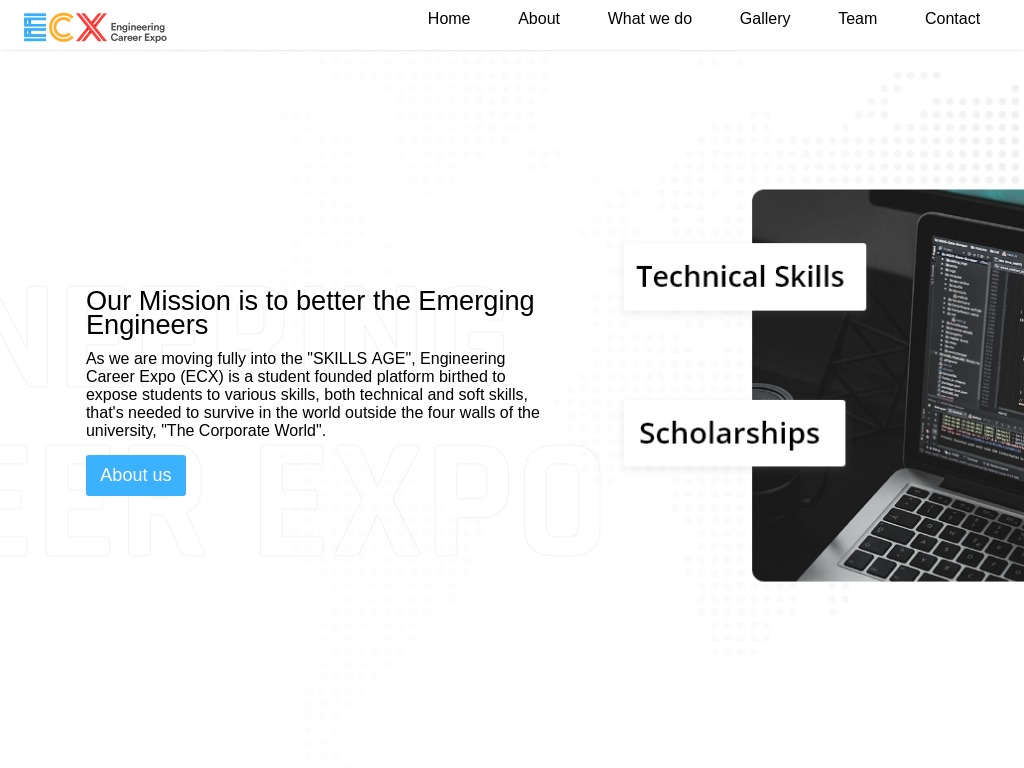 ECX Engineering
Career Expo
Home About What we do Gallery Team Contact
NEERING
EER EXPO
Our Mission is to better the Emerging
Engineers
As we are moving fully into the "SKILLS AGE", Engineering
Career Expo (ECX) is a student founded platform birthed to
expose students to various skills, both technical and soft skills,
that's needed to survive in the world outside the four walls of the
university, "The Corporate World".
About us
Technical Skills
Scholarships